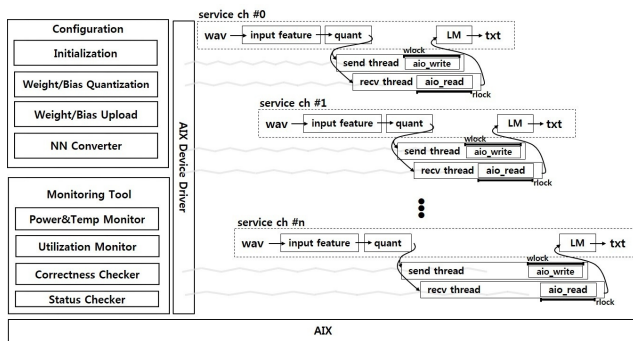 service ch #0
Configuration
Initialization
Weight/Bias Quantization
Weight/Bias Upload
NN Converter
Monitoring Tool
Power&Temp Monitor
Utilization Monitor
Correctness Checker
Status Checker
AIX Device Driver
wav input feature quant LM txt
wlock
send thread aio_write
recv thread aio_read
rlock
service ch #1
wav input feature quant LM txt
wlock
send thread aio_write
recv thread aio_read
rlock
service ch #n
wav input feature quant LM txt
wlock
send thread aio_write
recv thread aio_read
rlock
AIX